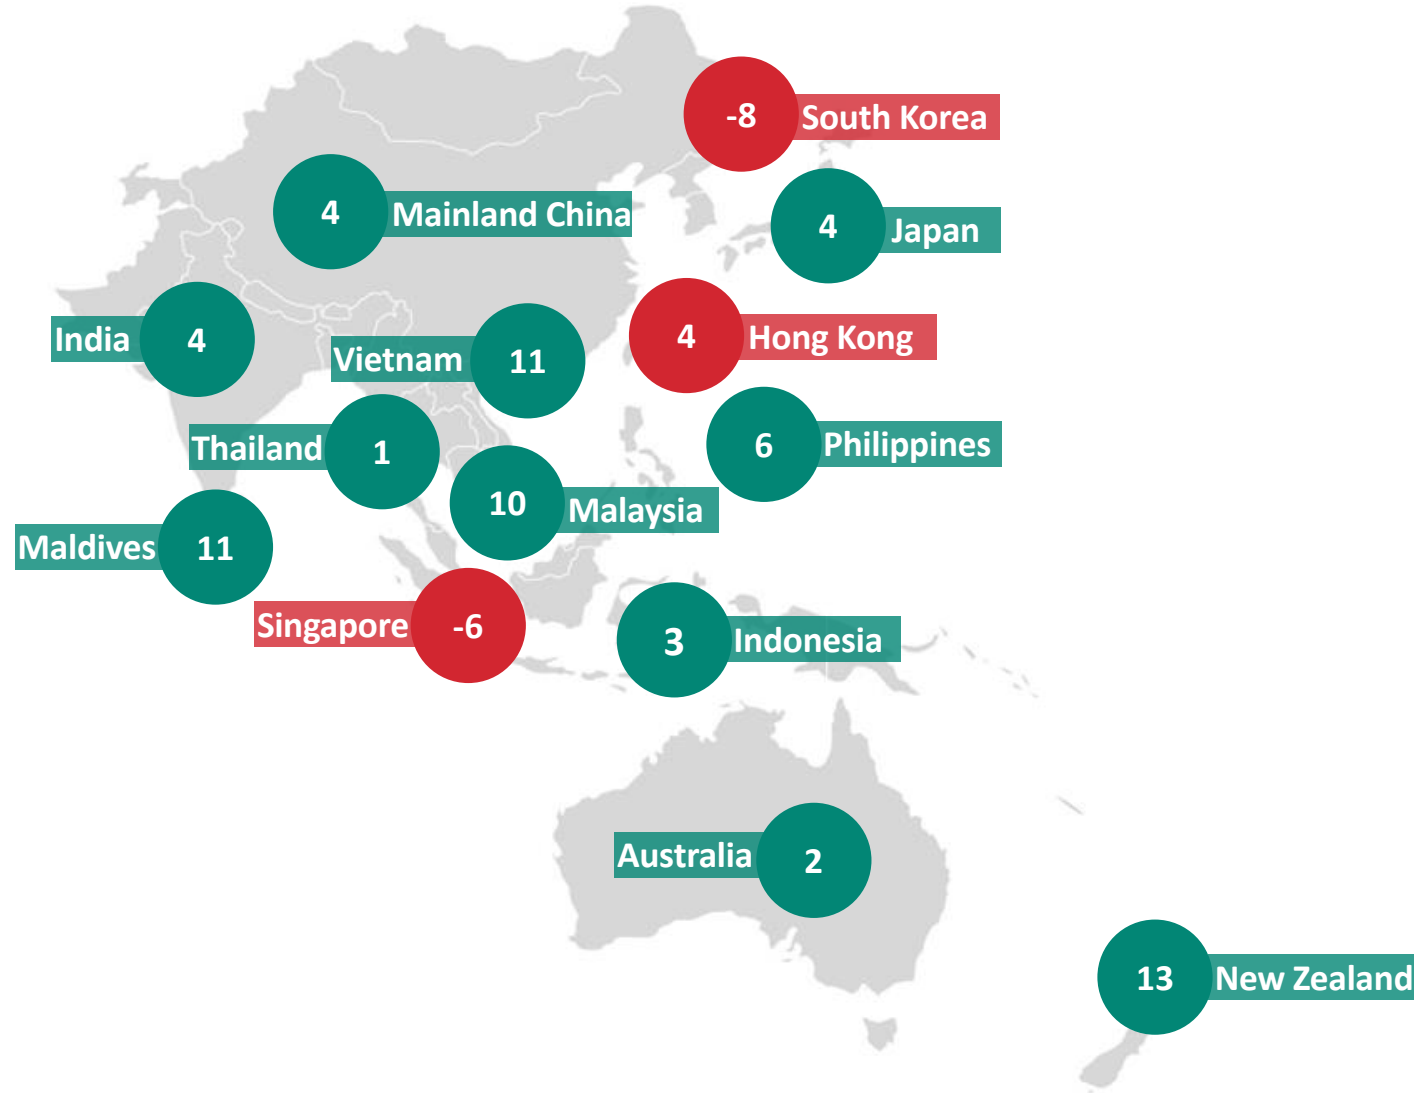 -8 South Korea
4 Mainland China
4 Japan
India 4
4 Hong Kong
Vietnam 11
6 Philippines
Thailand 1
10 Malaysia
Maldives 11
Singapore -6
3 Indonesia
Australia 2
13 New Zealand